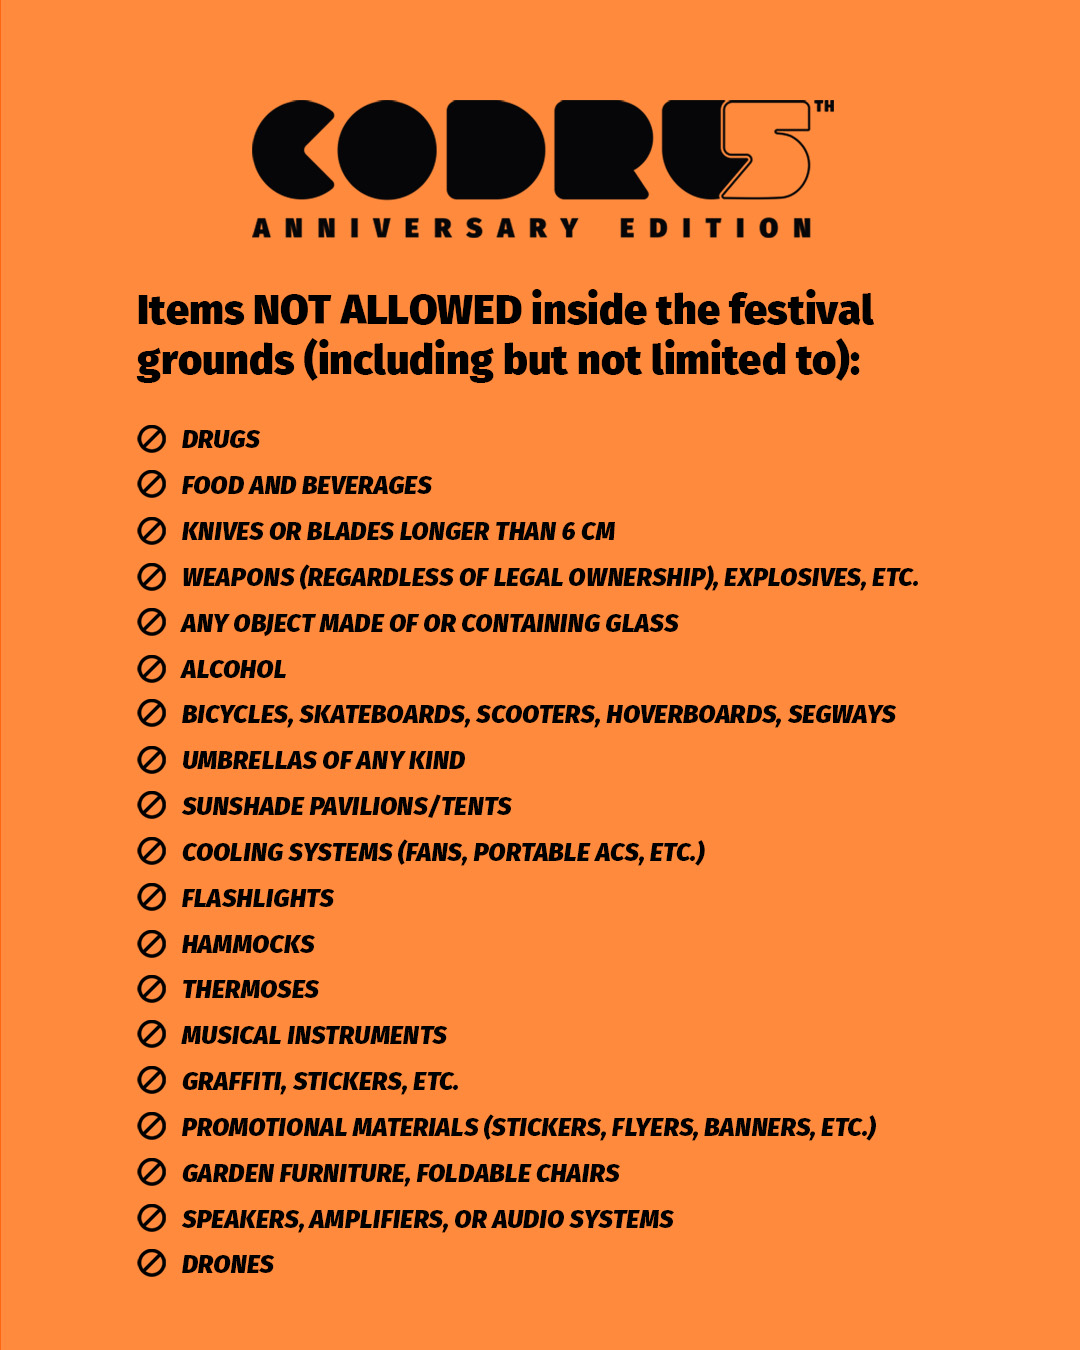 CODRU 5TH
ANNIVERSARY EDITION
Items NOT ALLOWED inside the festival
grounds (including but not limited to):
DRUGS
FOOD AND BEVERAGES
KNIVES OR BLADES LONGER THAN 6 CM
WEAPONS (REGARDLESS OF LEGAL OWNERSHIP), EXPLOSIVES, ETC.
ANY OBJECT MADE OF OR CONTAINING GLASS
ALCOHOL
BICYCLES, SKATEBOARDS, SCOOTERS, HOVERBOARDS, SEGWAYS
UMBRELLAS OF ANY KIND
SUNSHADE PAVILIONS/TENTS
COOLING SYSTEMS (FANS, PORTABLE ACS, ETC.)
FLASHLIGHTS
HAMMOCKS
THERMOSES
MUSICAL INSTRUMENTS
GRAFFITI, STICKERS, ETC.
PROMOTIONAL MATERIALS (STICKERS, FLYERS, BANNERS, ETC.)
GARDEN FURNITURE, FOLDABLE CHAIRS
SPEAKERS, AMPLIFIERS, OR AUDIO SYSTEMS
DRONES